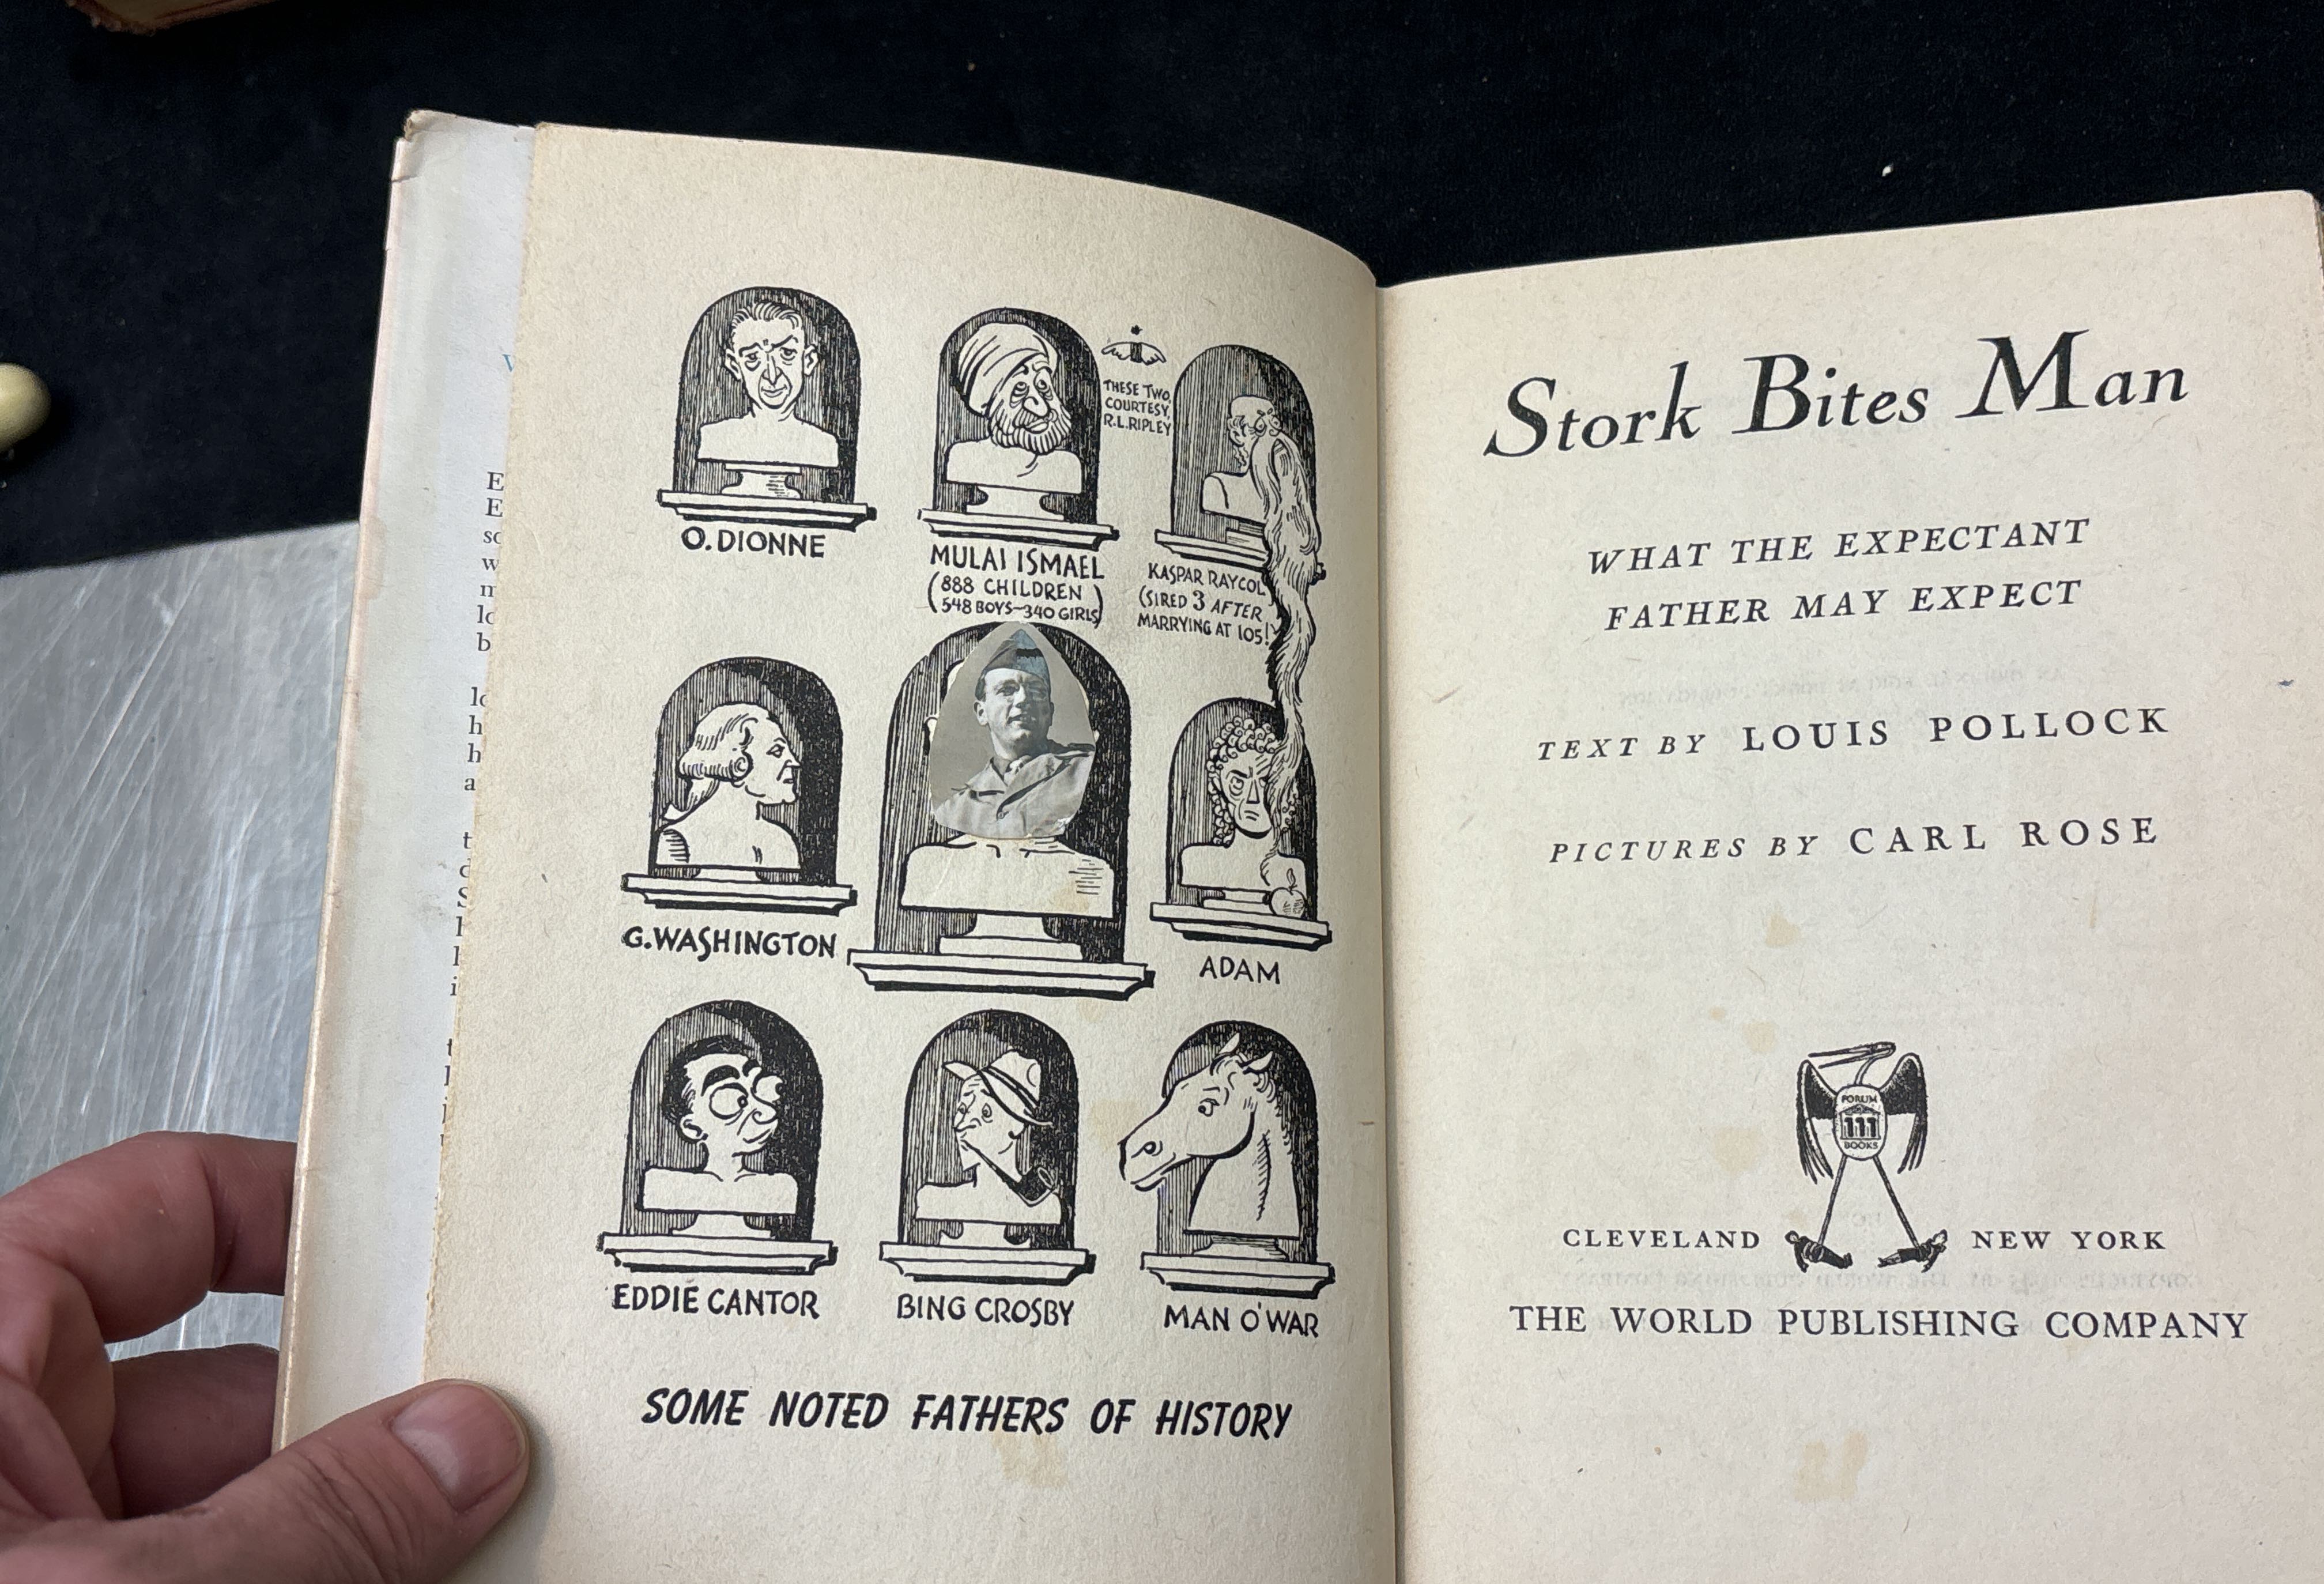 O. DIONNE
MULAI ISMAEL
(888 CHILDREN
548 BOYS~340 GIRLS)
THESE TWO,
COURTESY,
R.L.RIPLEY
KASPAR RAYCOL
(SIRED 3 AFTER
MARRYING AT 105!)
G. WASHINGTON
ADAM
EDDIE CANTOR
BING CROSBY
MAN O'WAR
SOME NOTED FATHERS OF HISTORY
Stork Bites Man
WHAT THE EXPECTANT
FATHER MAY EXPECT
TEXT BY LOUIS POLLOCK
PICTURES BY CARL ROSE
FORUM
BOOKS
CLEVELAND NEW YORK
THE WORLD PUBLISHING COMPANY